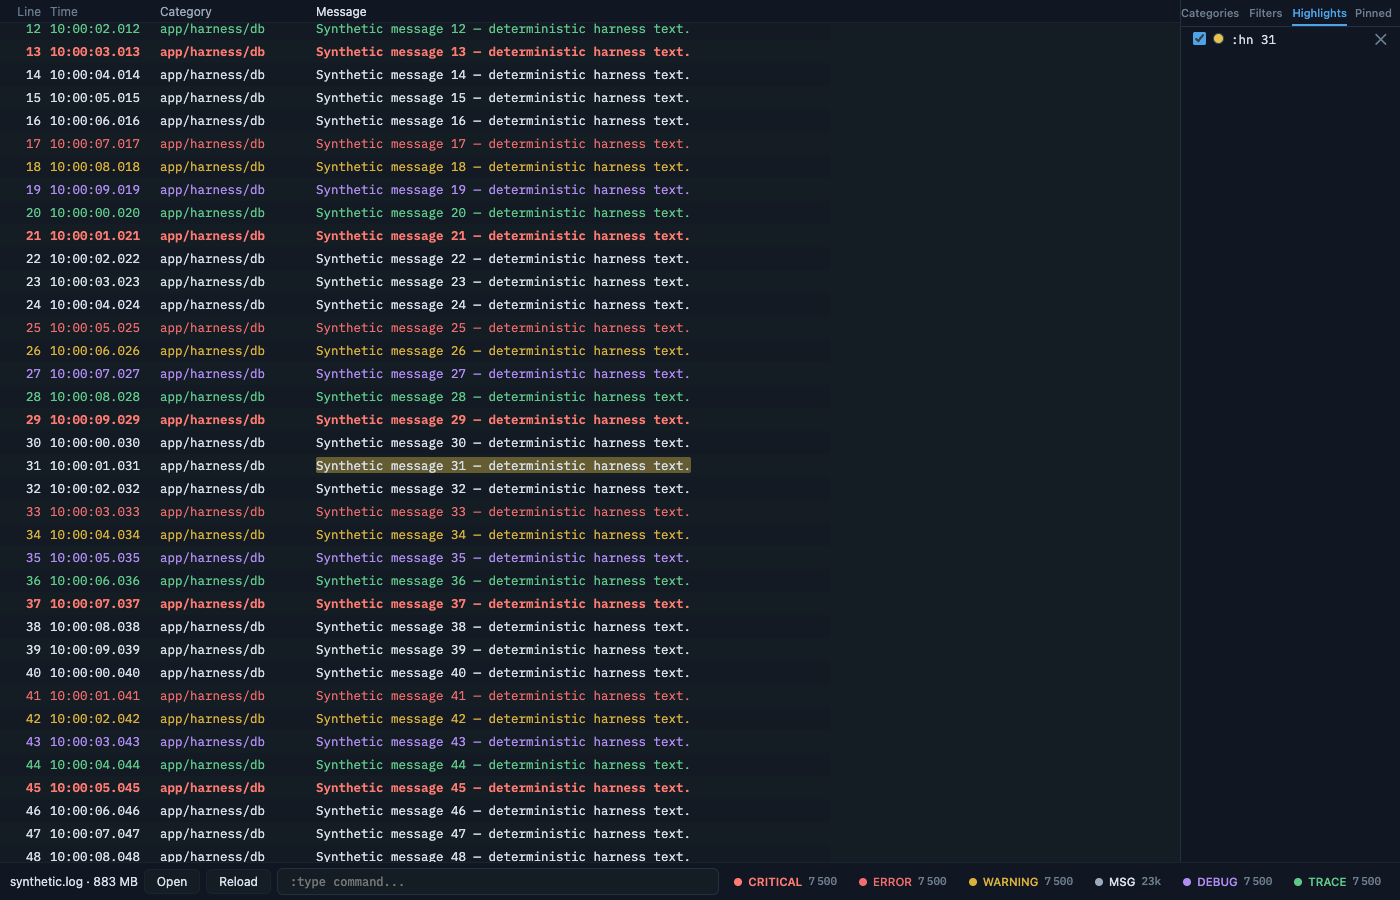 Line Time Category Message
12 10:00:02.012 app/harness/db Synthetic message 12 — deterministic harness text.
13 10:00:03.013 app/harness/db Synthetic message 13 — deterministic harness text.
14 10:00:04.014 app/harness/db Synthetic message 14 — deterministic harness text.
15 10:00:05.015 app/harness/db Synthetic message 15 — deterministic harness text.
16 10:00:06.016 app/harness/db Synthetic message 16 — deterministic harness text.
17 10:00:07.017 app/harness/db Synthetic message 17 — deterministic harness text.
18 10:00:08.018 app/harness/db Synthetic message 18 — deterministic harness text.
19 10:00:09.019 app/harness/db Synthetic message 19 — deterministic harness text.
20 10:00:00.020 app/harness/db Synthetic message 20 — deterministic harness text.
21 10:00:01.021 app/harness/db Synthetic message 21 — deterministic harness text.
22 10:00:02.022 app/harness/db Synthetic message 22 — deterministic harness text.
23 10:00:03.023 app/harness/db Synthetic message 23 — deterministic harness text.
24 10:00:04.024 app/harness/db Synthetic message 24 — deterministic harness text.
25 10:00:05.025 app/harness/db Synthetic message 25 — deterministic harness text.
26 10:00:06.026 app/harness/db Synthetic message 26 — deterministic harness text.
27 10:00:07.027 app/harness/db Synthetic message 27 — deterministic harness text.
28 10:00:08.028 app/harness/db Synthetic message 28 — deterministic harness text.
29 10:00:09.029 app/harness/db Synthetic message 29 — deterministic harness text.
30 10:00:00.030 app/harness/db Synthetic message 30 — deterministic harness text.
31 10:00:01.031 app/harness/db Synthetic message 31 — deterministic harness text.
32 10:00:02.032 app/harness/db Synthetic message 32 — deterministic harness text.
33 10:00:03.033 app/harness/db Synthetic message 33 — deterministic harness text.
34 10:00:04.034 app/harness/db Synthetic message 34 — deterministic harness text.
35 10:00:05.035 app/harness/db Synthetic message 35 — deterministic harness text.
36 10:00:06.036 app/harness/db Synthetic message 36 — deterministic harness text.
37 10:00:07.037 app/harness/db Synthetic message 37 — deterministic harness text.
38 10:00:08.038 app/harness/db Synthetic message 38 — deterministic harness text.
39 10:00:09.039 app/harness/db Synthetic message 39 — deterministic harness text.
40 10:00:00.040 app/harness/db Synthetic message 40 — deterministic harness text.
41 10:00:01.041 app/harness/db Synthetic message 41 — deterministic harness text.
42 10:00:02.042 app/harness/db Synthetic message 42 — deterministic harness text.
43 10:00:03.043 app/harness/db Synthetic message 43 — deterministic harness text.
44 10:00:04.044 app/harness/db Synthetic message 44 — deterministic harness text.
45 10:00:05.045 app/harness/db Synthetic message 45 — deterministic harness text.
46 10:00:06.046 app/harness/db Synthetic message 46 — deterministic harness text.
47 10:00:07.047 app/harness/db Synthetic message 47 — deterministic harness text.
48 10:00:08.048 app/harness/db Synthetic message 48 — deterministic harness text.
Categories Filters Highlights Pinned
:hn 31
synthetic.log · 883 MB Open Reload :type command... CRITICAL 7 500 ERROR 7 500 WARNING 7 500 MSG 23k DEBUG 7 500 TRACE 7 500